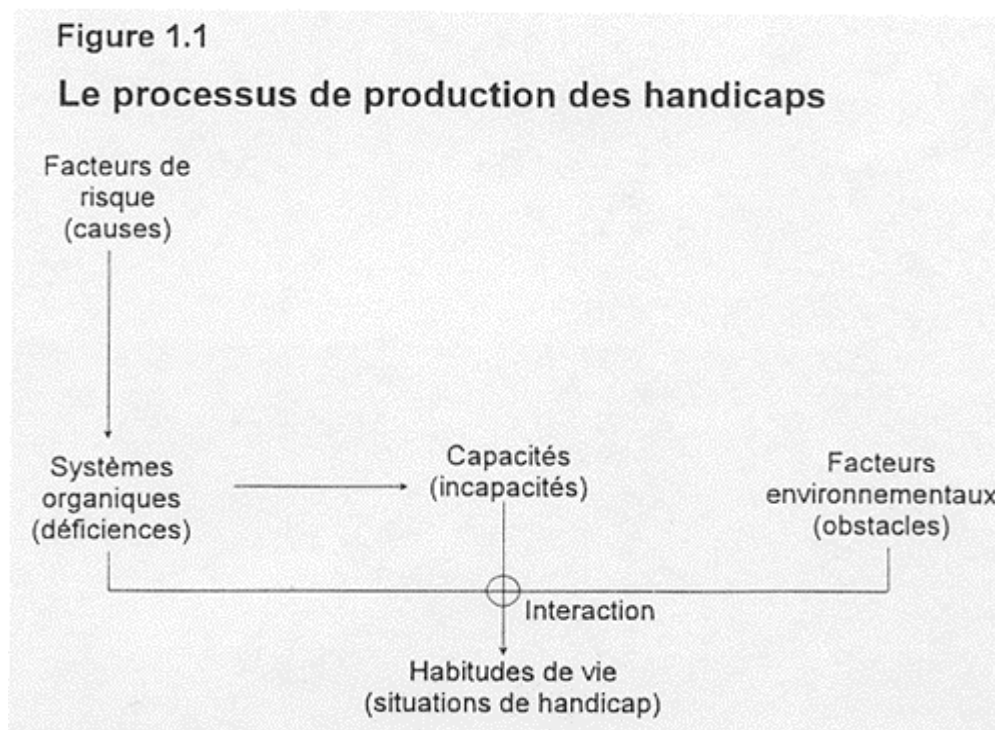 Figure 1.1
Le processus de production des handicaps
Facteurs de
risque
(causes)
Systèmes
organiques
(déficiences)
Capacités
(incapacités)
Facteurs
environnementaux
(obstacles)
Interaction
Habitudes de vie
(situations de handicap)